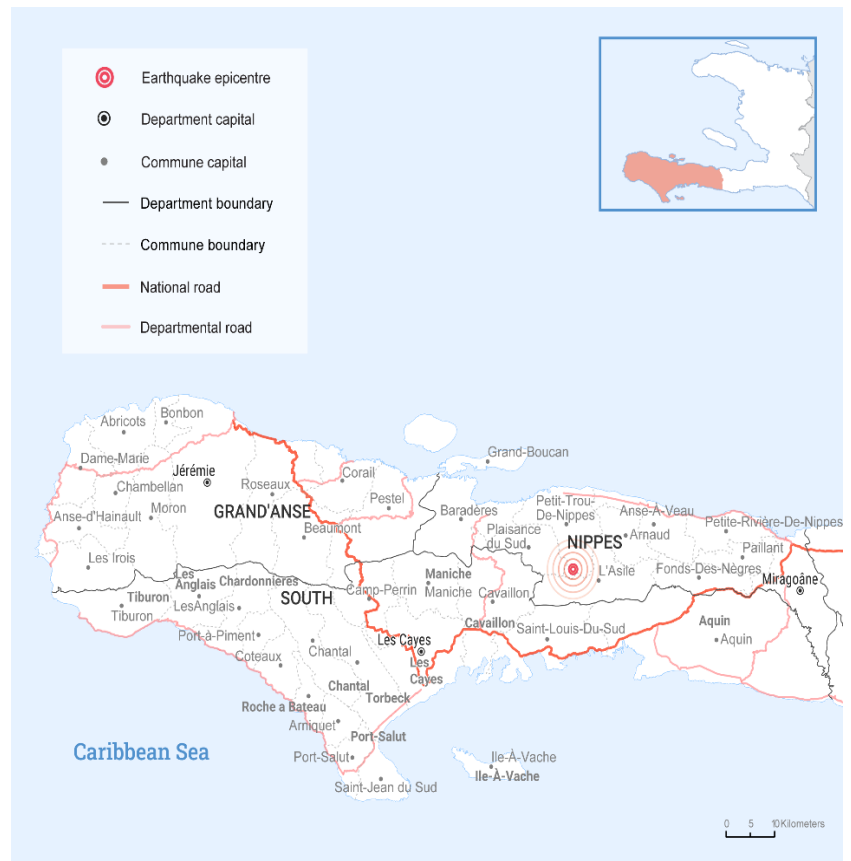 Earthquake epicentre
Department capital
Commune capital
Department boundary
Commune boundary
National road
Departmental road
Bonbon
Abricots
Dame-Marie
Jérémie
Chambellan
Roseaux
Moron
GRAND'ANSE
Anse-d'Hainault
Beaumont
Les Irois
Corail
Pestel
Grand-Boucan
Baradères
Petit-Trou-
De-Nippes
Anse-À-Veau
Petite-Rivière-De-Nippes
Plaisance
du Sud
NIPPES
Arnaud
Paillant
L'Asile
Fonds-Des-Nègres
Miragoâne
Les
Anglais
Chardonnieres
Tiburon
Tiburon
LesAnglais
SOUTH
Camp-Perrin
Maniche
Maniche
Cavaillon
Cavaillon
Port-à-Piment
Saint-Louis-Du-Sud
Aquin
Aquin
Chantal
Les Cayes
Les
Cayes
Coteaux
Chantal
Torbeck
Roche a Bateau
Arniquet
Port-Salut
Port-Salut
Saint-Jean du Sud
Ile-À-Vache
Ile-À-Vache
Caribbean Sea
0 5 10Kilometers